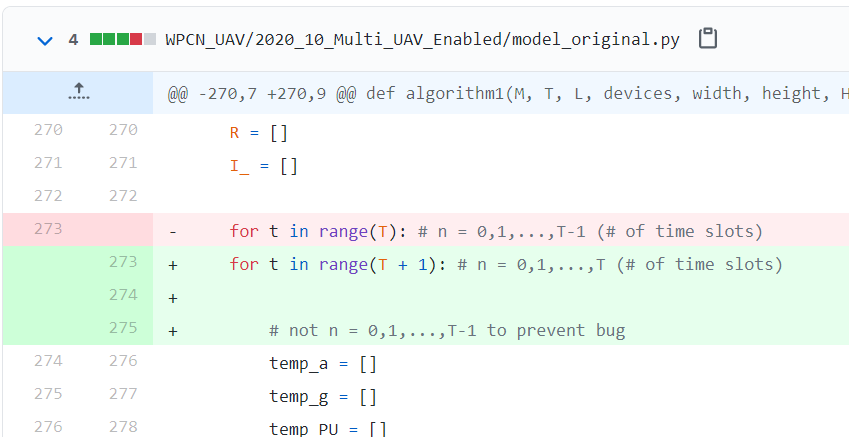 4 WPCN_UAV/2020_10_Multi_UAV_Enabled/model_original.py
@@ -270,7 +270,9 @@ def algorithm1(M, T, L, devices, width, height, H
270 270 R = []
271 271 I_ = []
272 272
273 - for t in range(T): # n = 0,1,...,T-1 (# of time slots)
273 + for t in range(T + 1): # n = 0,1,...,T (# of time slots)
274 +
275 + # not n = 0,1,...,T-1 to prevent bug
274 276 temp_a = []
275 277 temp_g = []
276 278 temp_PU = []